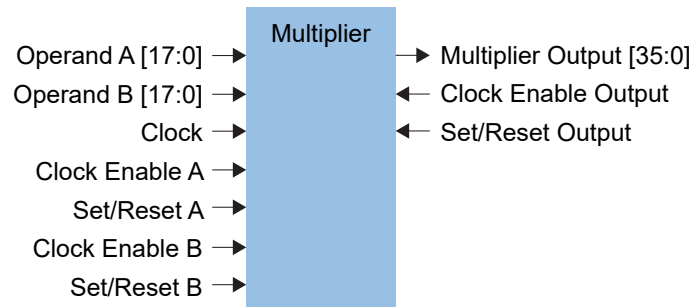 Multiplier
Operand A [17:0]
Operand B [17:0]
Clock
Clock Enable A
Set/Reset A
Clock Enable B
Set/Reset B
Multiplier Output [35:0]
Clock Enable Output
Set/Reset Output